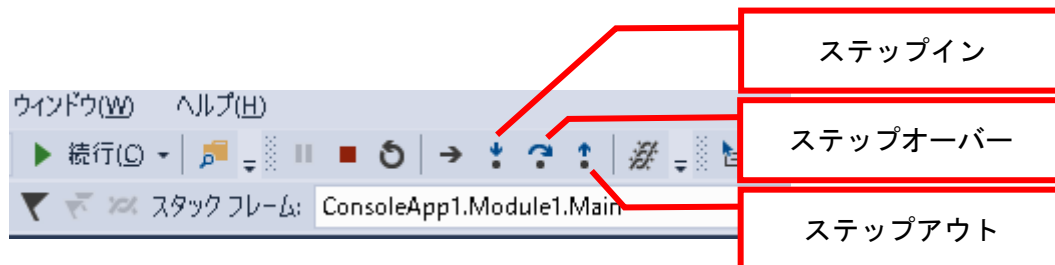 ステップイン
ウィンドウ(W) ヘルプ(H)
ステップオーバー
続行(C)
スタック フレーム: ConsoleApp1.Module1.Main
ステップアウト